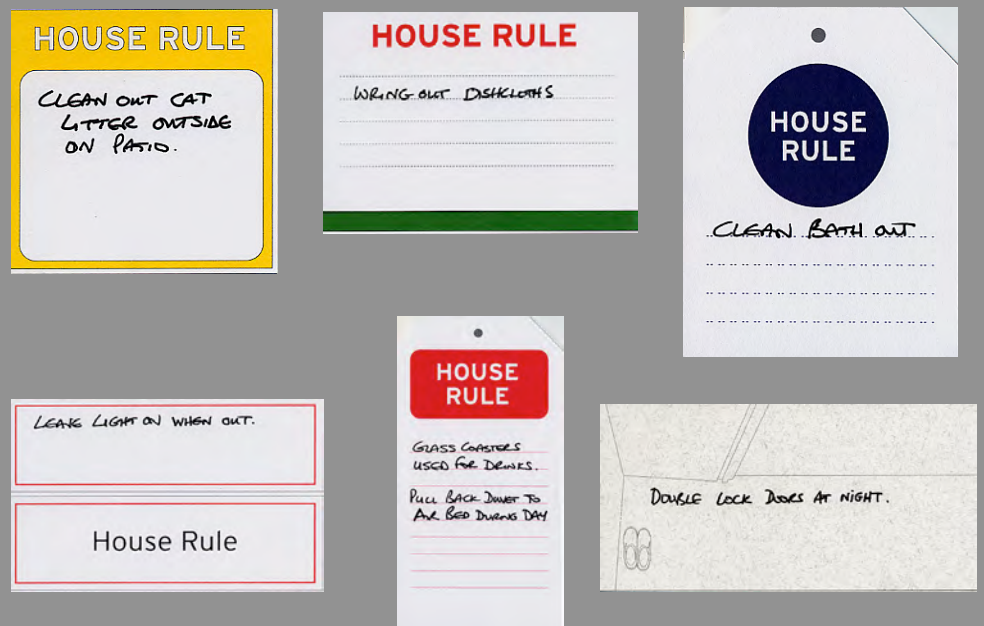 HOUSE RULE
CLEAN OUT CAT
LITTER OUTSIDE
ON PATIO.
HOUSE RULE
WRING OUT DISHCLOTHS
HOUSE
RULE
CLEAN BATH OUT
LEAVE LIGHT ON WHEN OUT.
House Rule
HOUSE
RULE
GLASS COASTERS
USED FOR DRINKS.
PULL BACK DUVET TO
AIR BED DURING DAY
DOUBLE LOCK DOORS AT NIGHT.